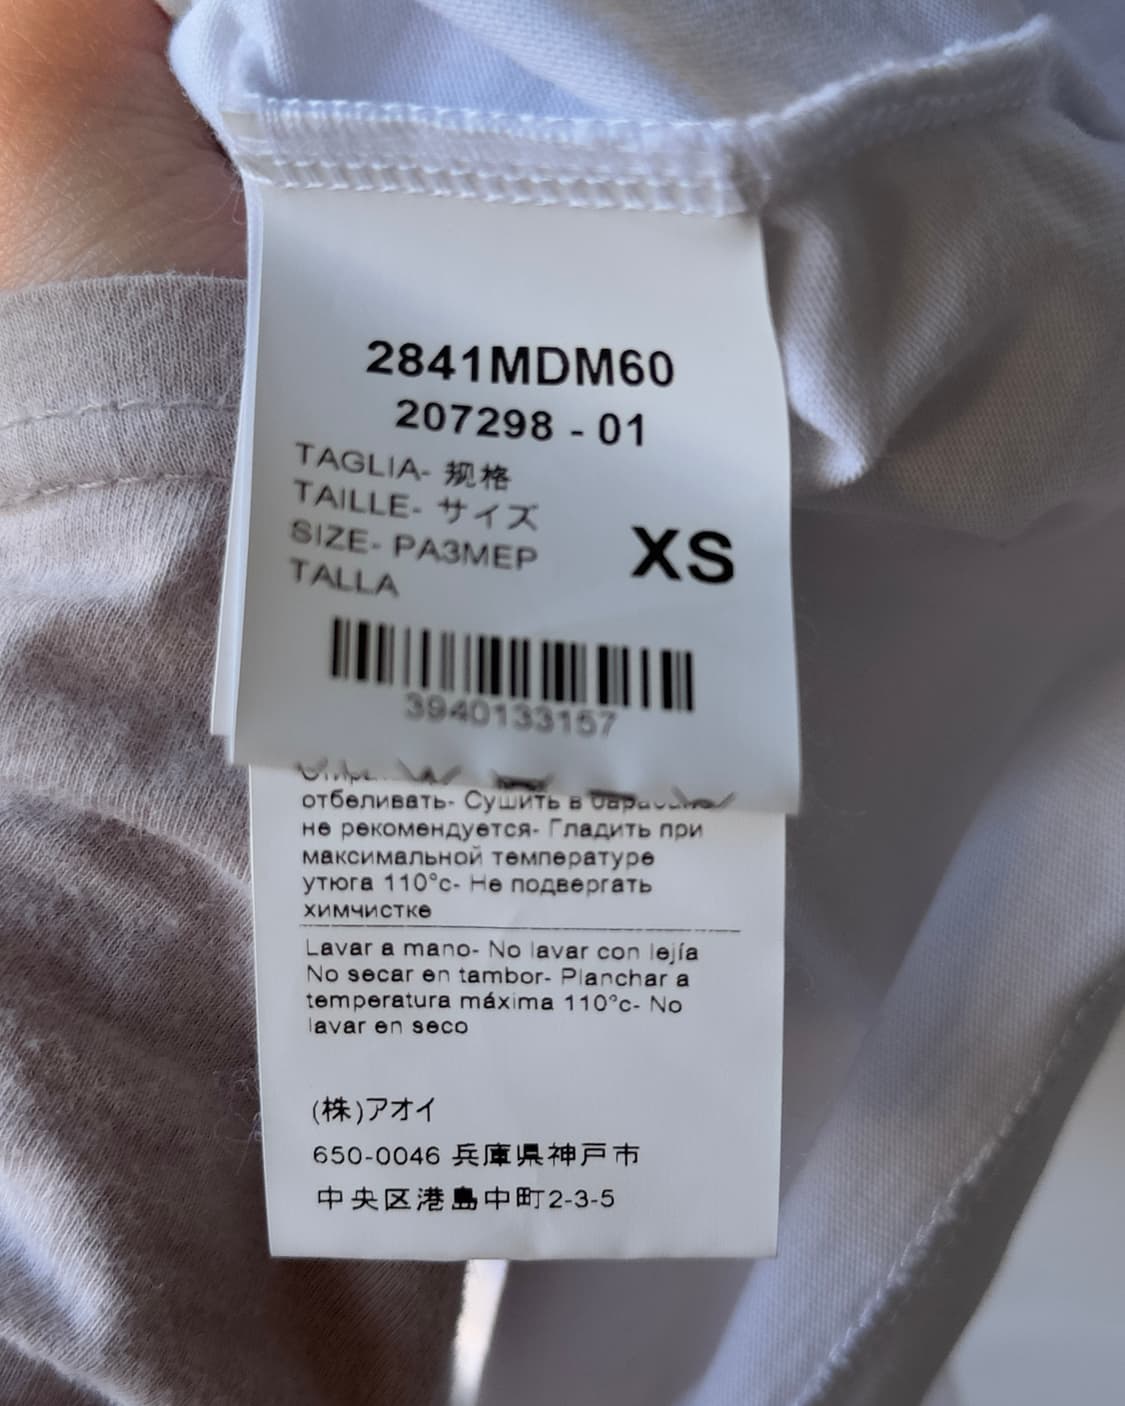 2841MDM60
207298 - 01
TAGLIA- 规格
TAILLE- サイズ
SIZE- РАЗМЕР
TALLA
XS
3940133157
отбеливать- Сушить в
не рекомендуется- Гладить при
максимальной температуре
утюга 110°c- Не подвергать
химчистке
Lavar a mano- No lavar con lejía
No secar en tambor- Planchar a
temperatura máxima 110°c- No
lavar en seco
(株)アオイ
650-0046 兵庫県神戸市
中央区港島中町2-3-5